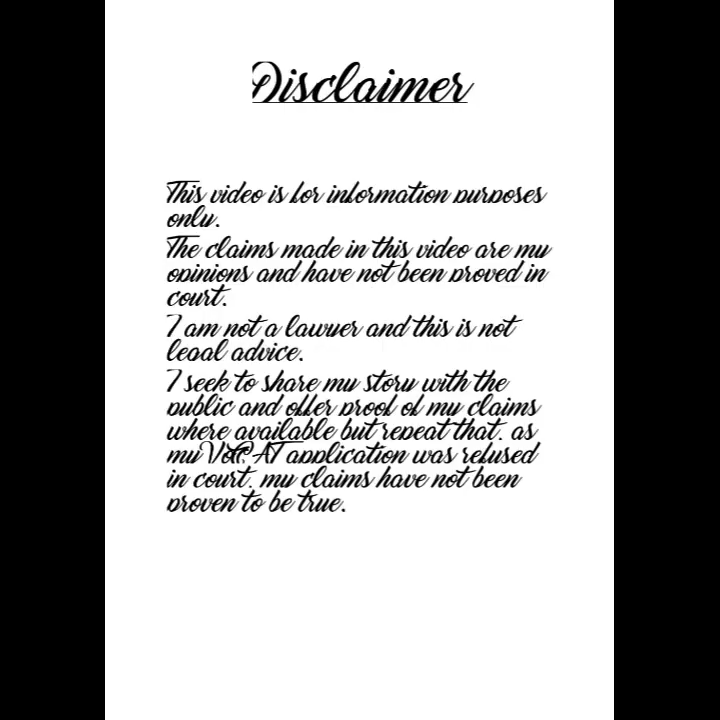 Disclaimer
This video is for information purposes
only.
The claims made in this video are my
opinions and have not been proved in
court.
I am not a lawyer and this is not
legal advice.
I seek to share my story with the
public and offer proof of my claims
where available but repeat that, as
my application was refused
in court, my claims have not been
proven to be true.